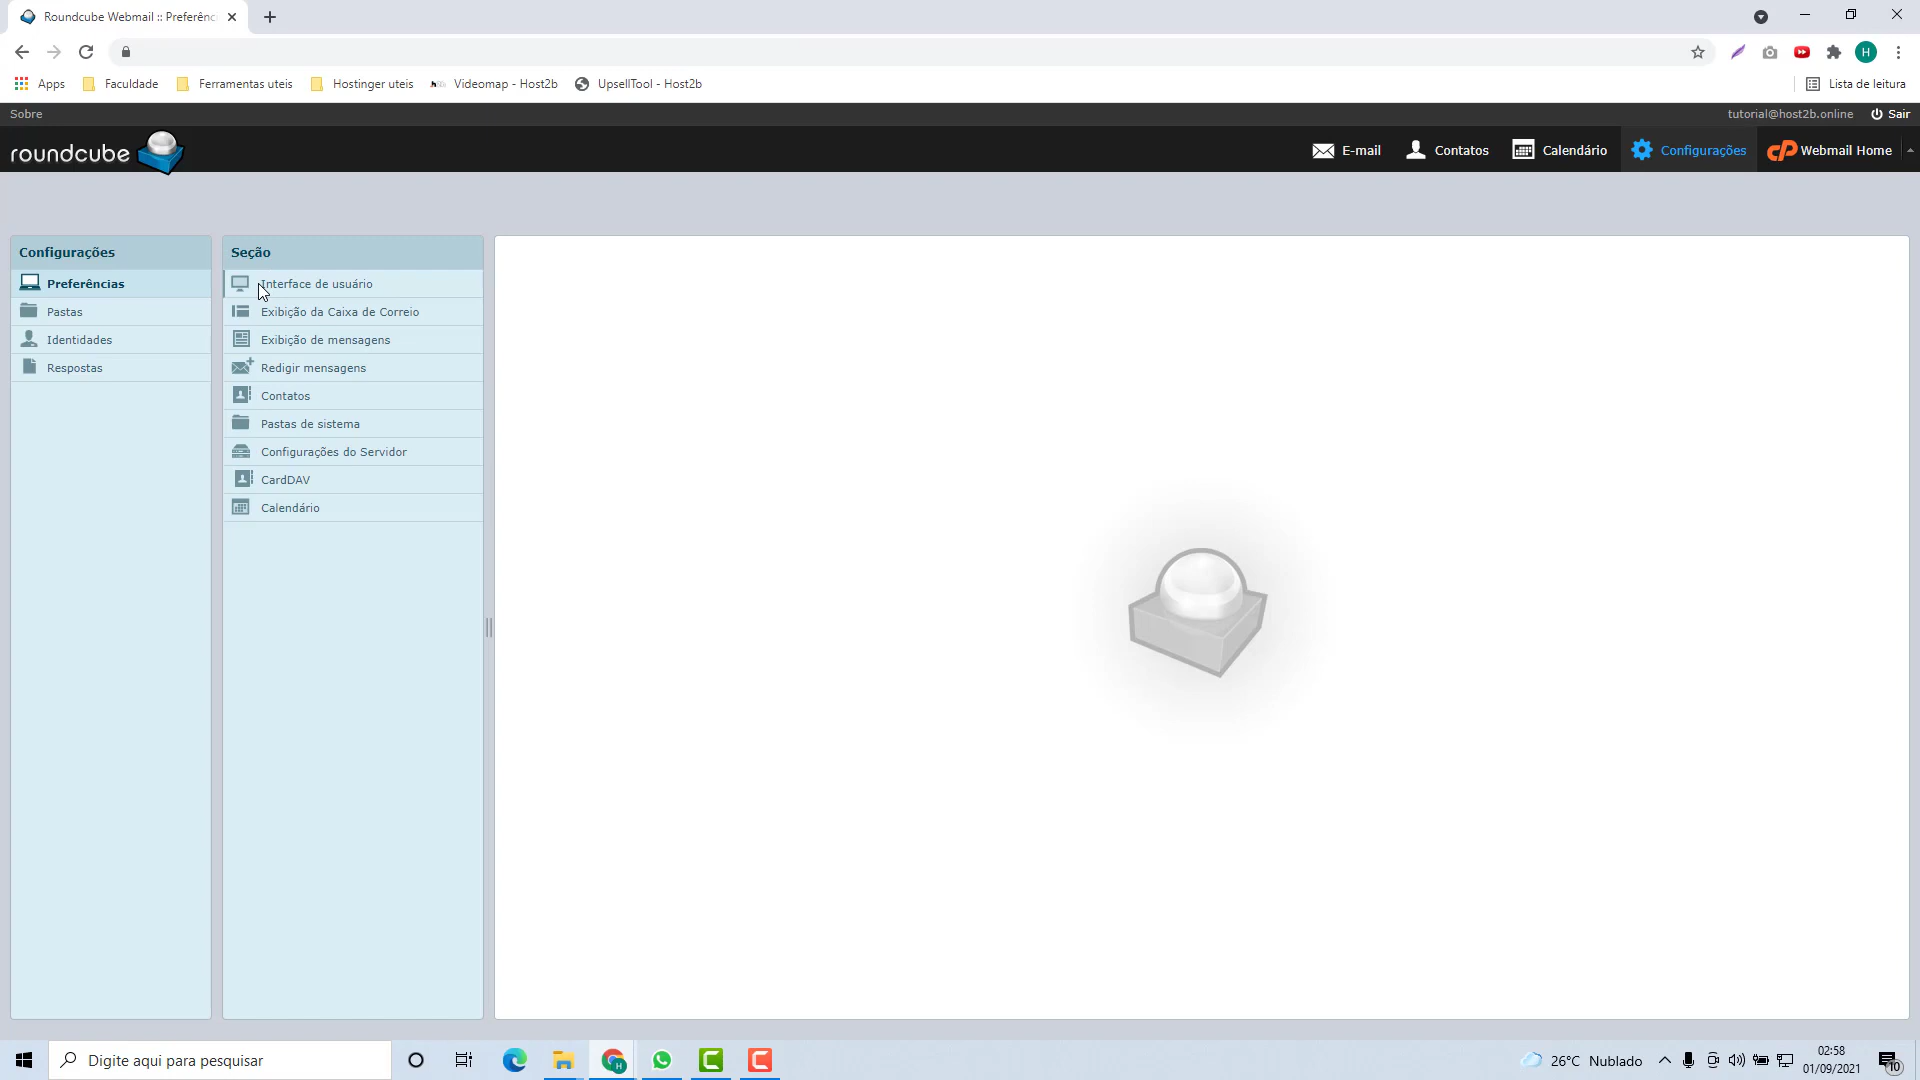 Roundcube Webmail :: Preferênc
H
Apps
Faculdade
Ferramentas uteis
Hostinger uteis
Videomap - Host2b
UpsellTool - Host2b
Lista de leitura
Sobre
tutorial@host2b.online
Sair
roundcube
E-mail
Contatos
Calendário
Configurações
cP Webmail Home
Configurações
Preferências
Pastas
Identidades
Respostas
Seção
Interface de usuário
Exibição da Caixa de Correio
Exibição de mensagens
Redigir mensagens
Contatos
Pastas de sistema
Configurações do Servidor
CardDAV
Calendário
Digite aqui para pesquisar
26°C Nublado
02:58
01/09/2021
10